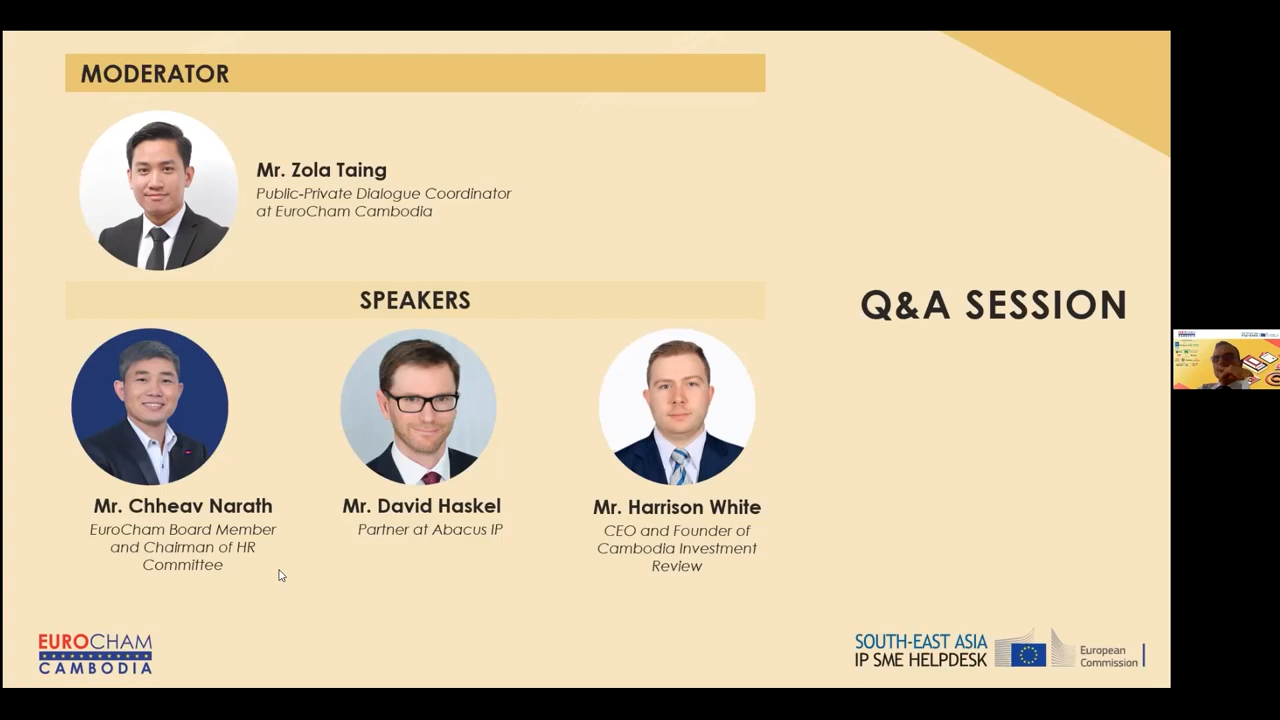 MODERATOR
Mr. Zola Taing
Public-Private Dialogue Coordinator
at EuroCham Cambodia
SPEAKERS
Q&A SESSION
Mr. Chheav Narath
EuroCham Board Member
and Chairman of HR
Committee
Mr. David Haskel
Partner at Abacus IP
Mr. Harrison White
CEO and Founder of
Cambodia Investment
Review
EUROCHAM
CAMBODIA
SOUTH-EAST ASIA
IP SME HELPDESK
European
Commission